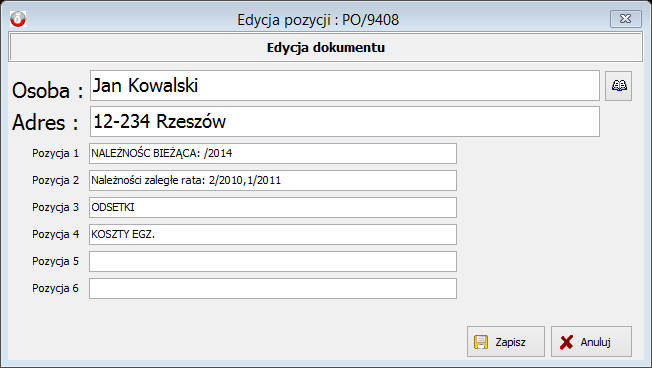 Edycja pozycji : PO/9408
Edycja dokumentu
Osoba : Jan Kowalski
Adres : 12-234 Rzeszów
Pozycja 1 NALEŻNOŚC BIEŻĄCA: /2014
Pozycja 2 Należności zaległe rata: 2/2010,1/2011
Pozycja 3 ODSETKI
Pozycja 4 KOSZTY EGZ.
Pozycja 5
Pozycja 6
Zapisz Anuluj